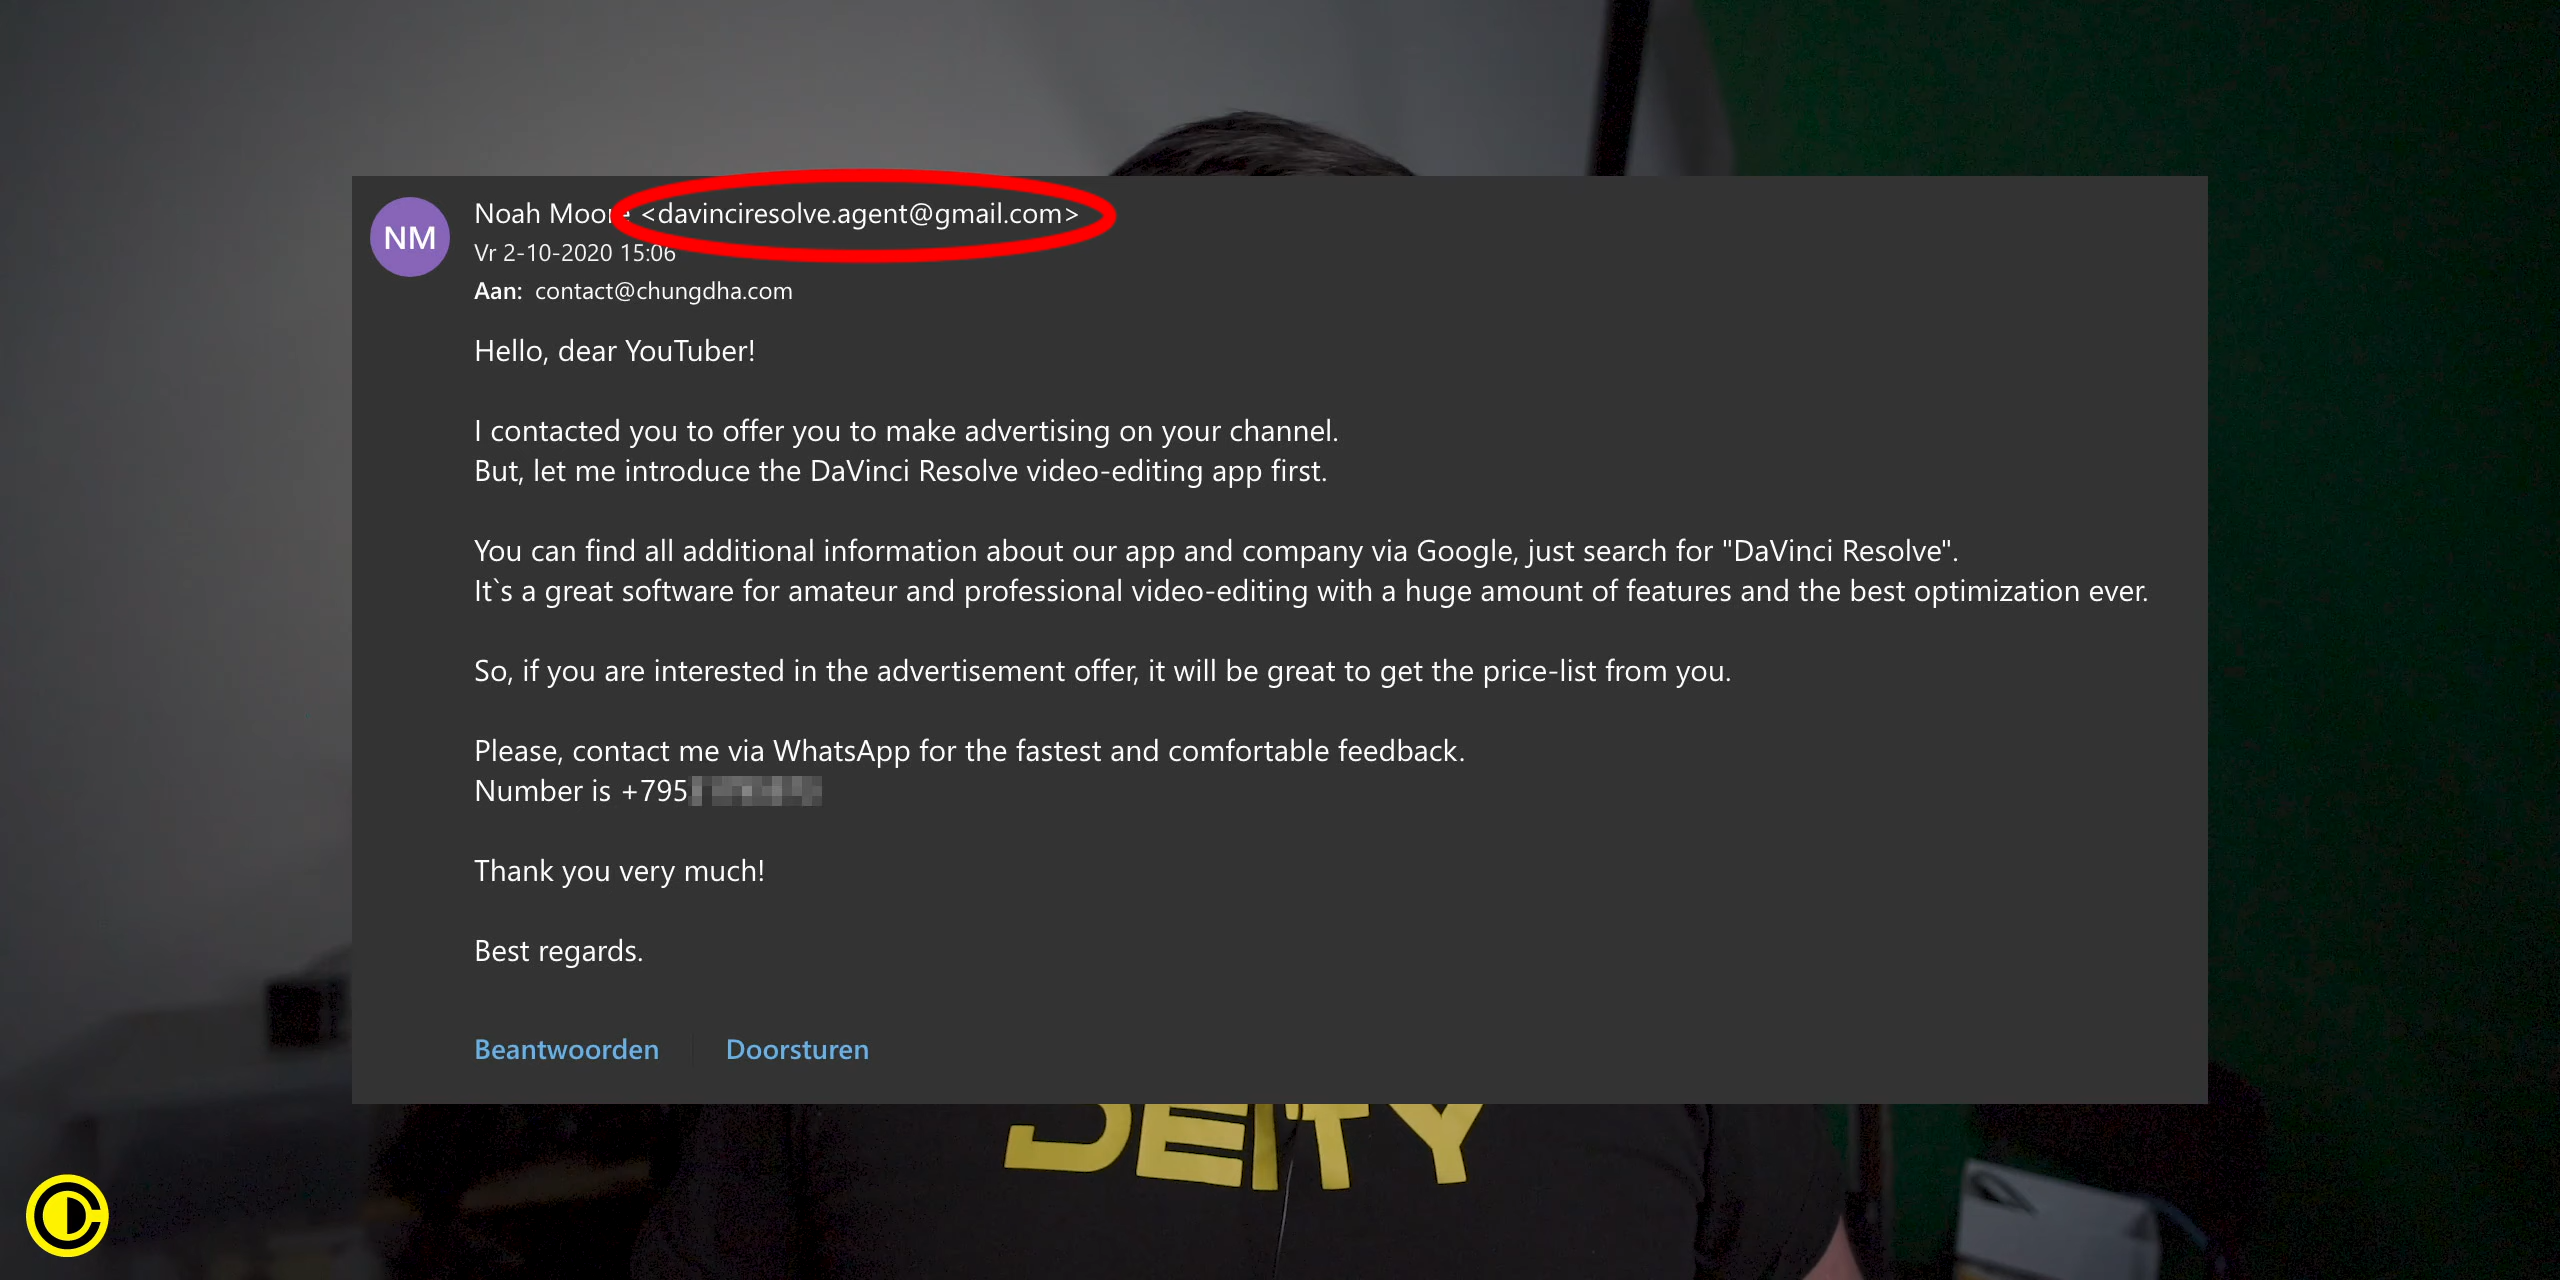 NM
Noah Moore <davinciresolve.agent@gmail.com>
Vr 2-10-2020 15:06
Aan: contact@chungdha.com
Hello, dear YouTuber!
I contacted you to offer you to make advertising on your channel.
But, let me introduce the DaVinci Resolve video-editing app first.
You can find all additional information about our app and company via Google, just search for "DaVinci Resolve".
It`s a great software for amateur and professional video-editing with a huge amount of features and the best optimization ever.
So, if you are interested in the advertisement offer, it will be great to get the price-list from you.
Please, contact me via WhatsApp for the fastest and comfortable feedback.
Number is +795
Thank you very much!
Best regards.
Beantwoorden Doorsturen
DEITY